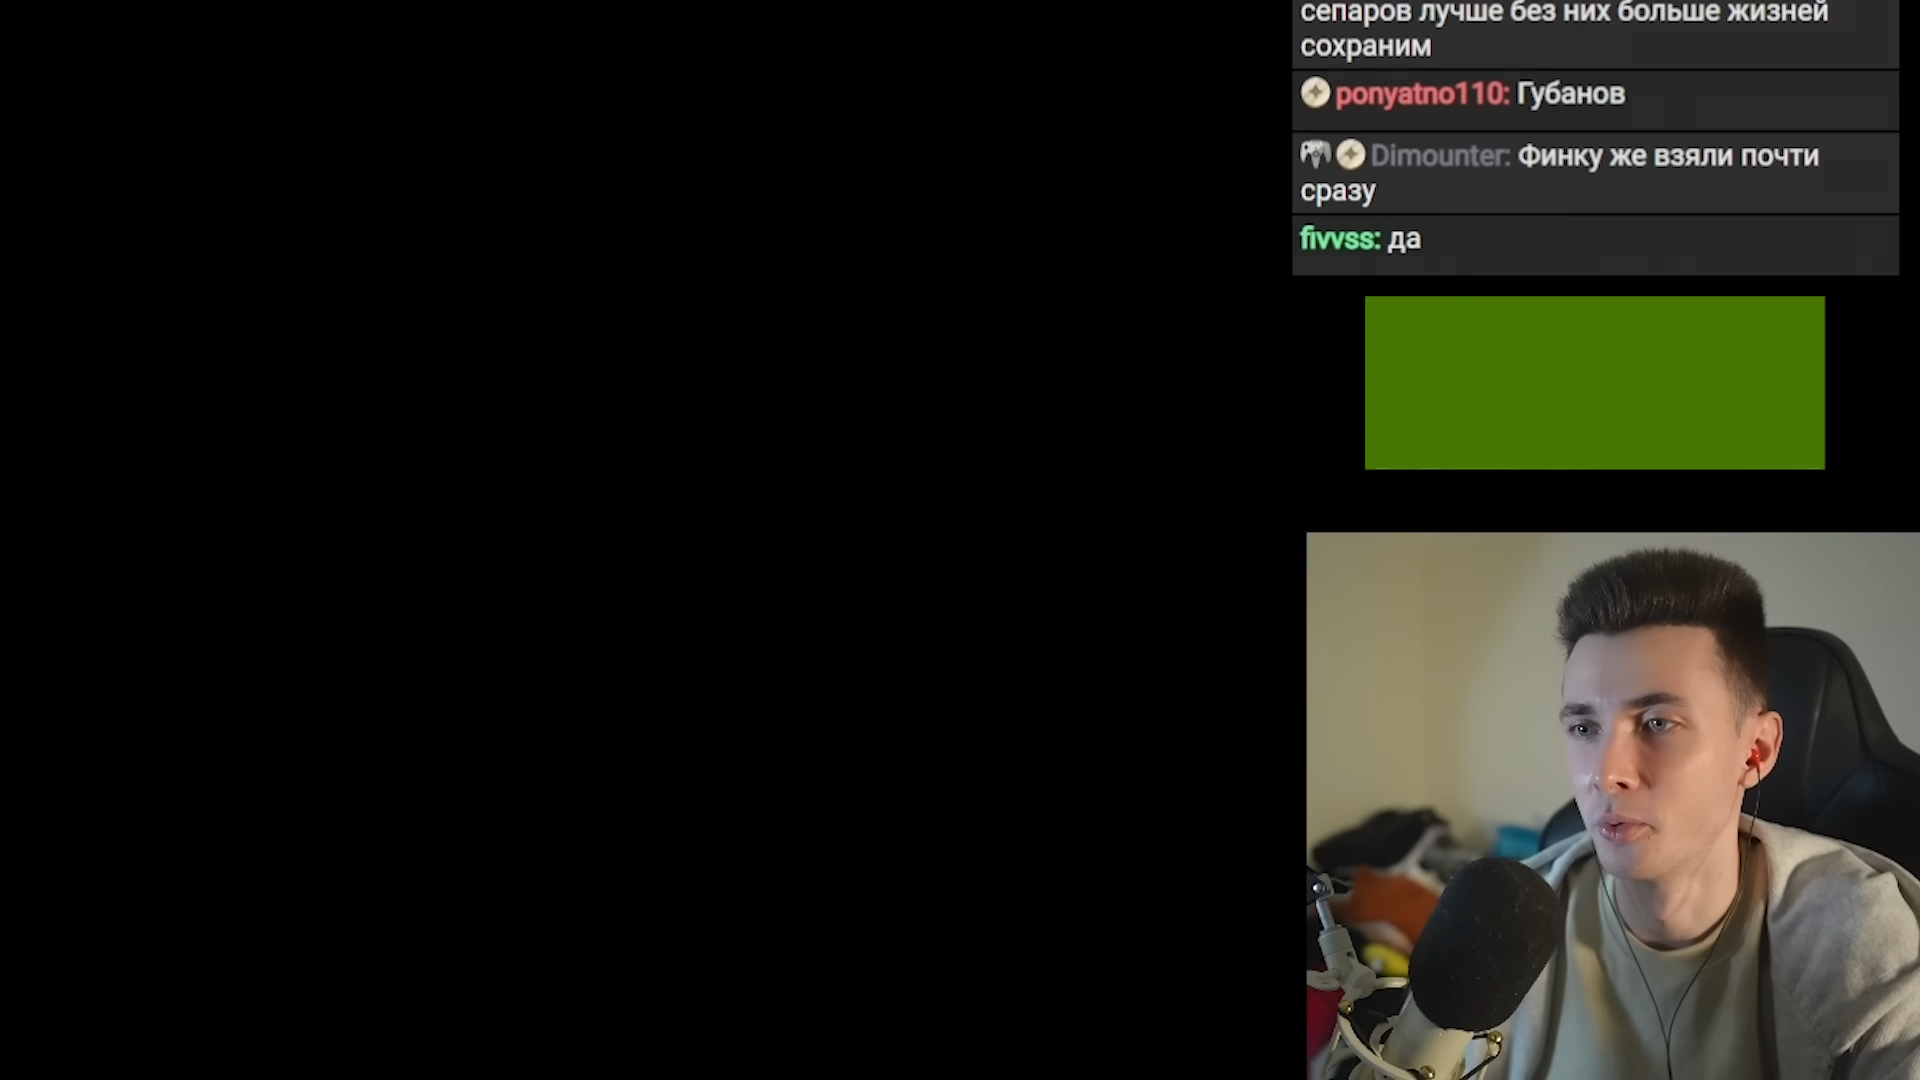 сепаров лучше без них больше жизней
сохраним
ponyatno110: Губанов
Dimounter: Финку же взяли почти
сразу
fivvss: да